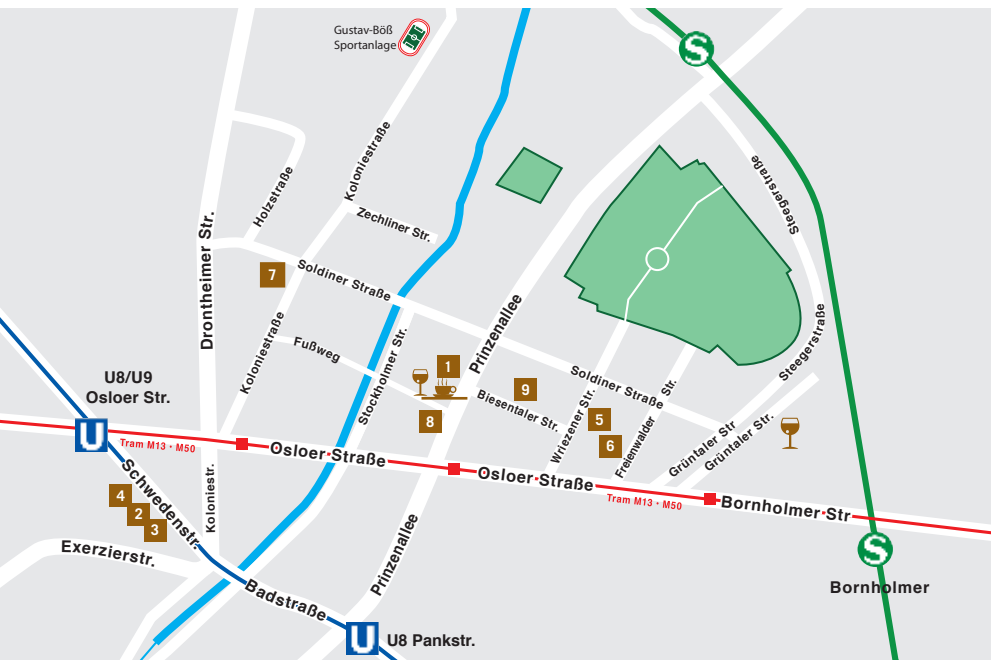 Gustav-Böß
Sportanlage
S
Koloniestraße
Steegerstraße
Holzstraße
Zechliner Str.
Drontheimer Str.
7
Soldiner Straße
Prinzenallee
Steegerstraße
Koloniestraße
Fußweg
Stockholmer Str.
1
U8/U9
Osloer Str.
Soldiner Straße
9
Biesentaler Str.
Wriezener Str.
Freienwalder Str.
5
8
6
Grüntaler Str
Grüntaler Str.
U
Tram M13 • M50
Osloer Straße
Osloer Straße
Tram M13 • M50
Bornholmer Str
Schwedenstr.
Koloniestr.
4
2
3
Exerzierstr.
Prinzenallee
S
Bornholmer
Badstraße
U
U8 Pankstr.